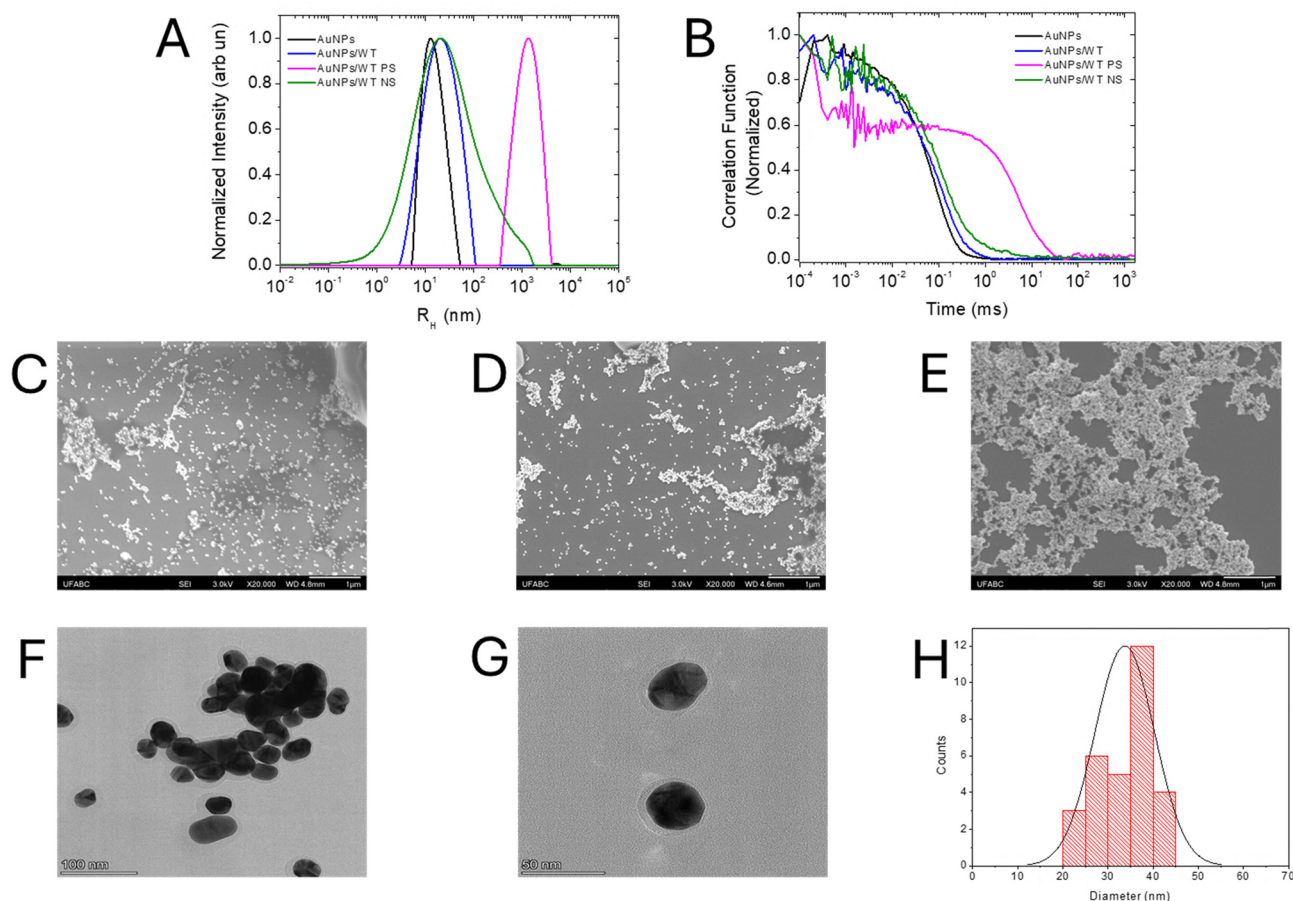 A
Normalized Intensity (arb un)
1.0
0.8
0.6
0.4
0.2
0.0
AuNPs
AuNPs/WT
AuNPs/WT PS
AuNPs/WT NS
10⁻² 10⁻¹ 10⁰ 10¹ 10² 10³ 10⁴ 10⁵
R_H (nm)
B
Correlation Function
(Normalized)
1.0
0.8
0.6
0.4
0.2
0.0
AuNPs
AuNPs/WT
AuNPs/WT PS
AuNPs/WT NS
10⁻⁴ 10⁻³ 10⁻² 10⁻¹ 10⁰ 10¹ 10² 10³
Time (ms)
C
UFABC SEI 3.0kV X20.000 WD 4.6mm 1µm
D
UFABC SEI 3.0kV X20.000 WD 4.6mm 1µm
E
UFABC SEI 3.0kV X20.000 WD 4.8mm 1µm
F
100 nm
G
50 nm
H
Counts
12
10
8
6
4
2
0
0 10 20 30 40 50 60 70
Diameter (nm)